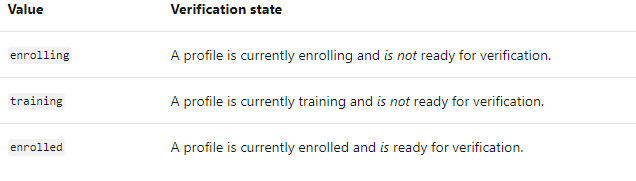 Value Verification state
enrolling A profile is currently enrolling and is not ready for verification.
training A profile is currently training and is not ready for verification.
enrolled A profile is currently enrolled and is ready for verification.